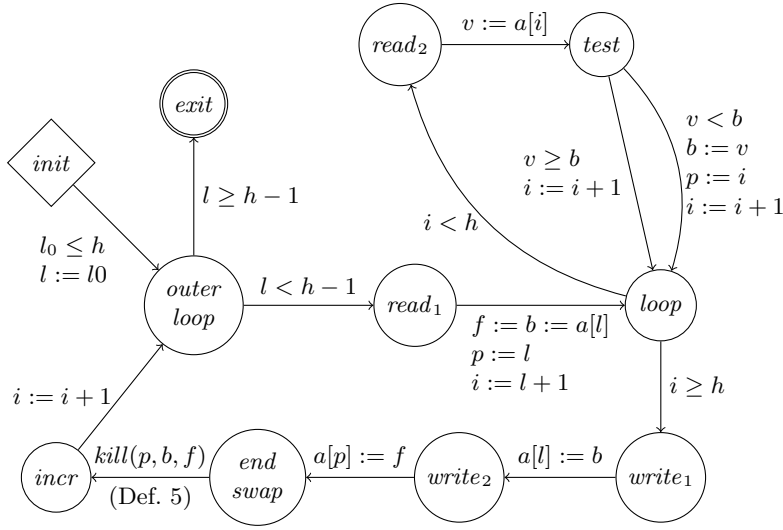 read₂
v := a[i]
test
exit
init
v < b
b := v
p := i
i := i + 1
v ≥ b
i := i + 1
l ≥ h − 1
i < h
l₀ ≤ h
l := l0
outer
loop
l < h − 1
read₁
f := b := a[l]
p := l
i := l + 1
loop
i ≥ h
i := i + 1
incr
kill(p, b, f)
(Def. 5)
end
swap
a[p] := f
write₂
a[l] := b
write₁